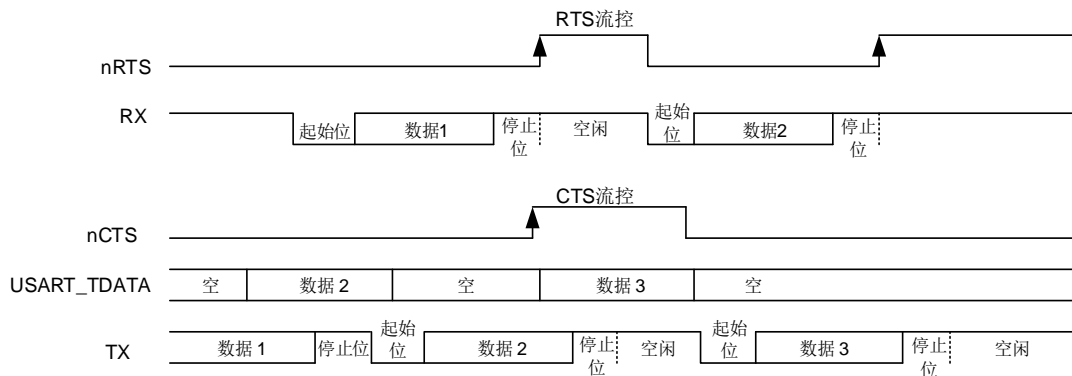 RTS流控
nRTS
RX
起始位
数据1
停止
位
空闲
起始
位
数据2
停止
位
CTS流控
nCTS
USART_TDATA
空
数据 2
空
数据 3
空
TX
数据 1
停止位
起始
位
数据 2
停止
位
空闲
起始
位
数据 3
停止
位
空闲